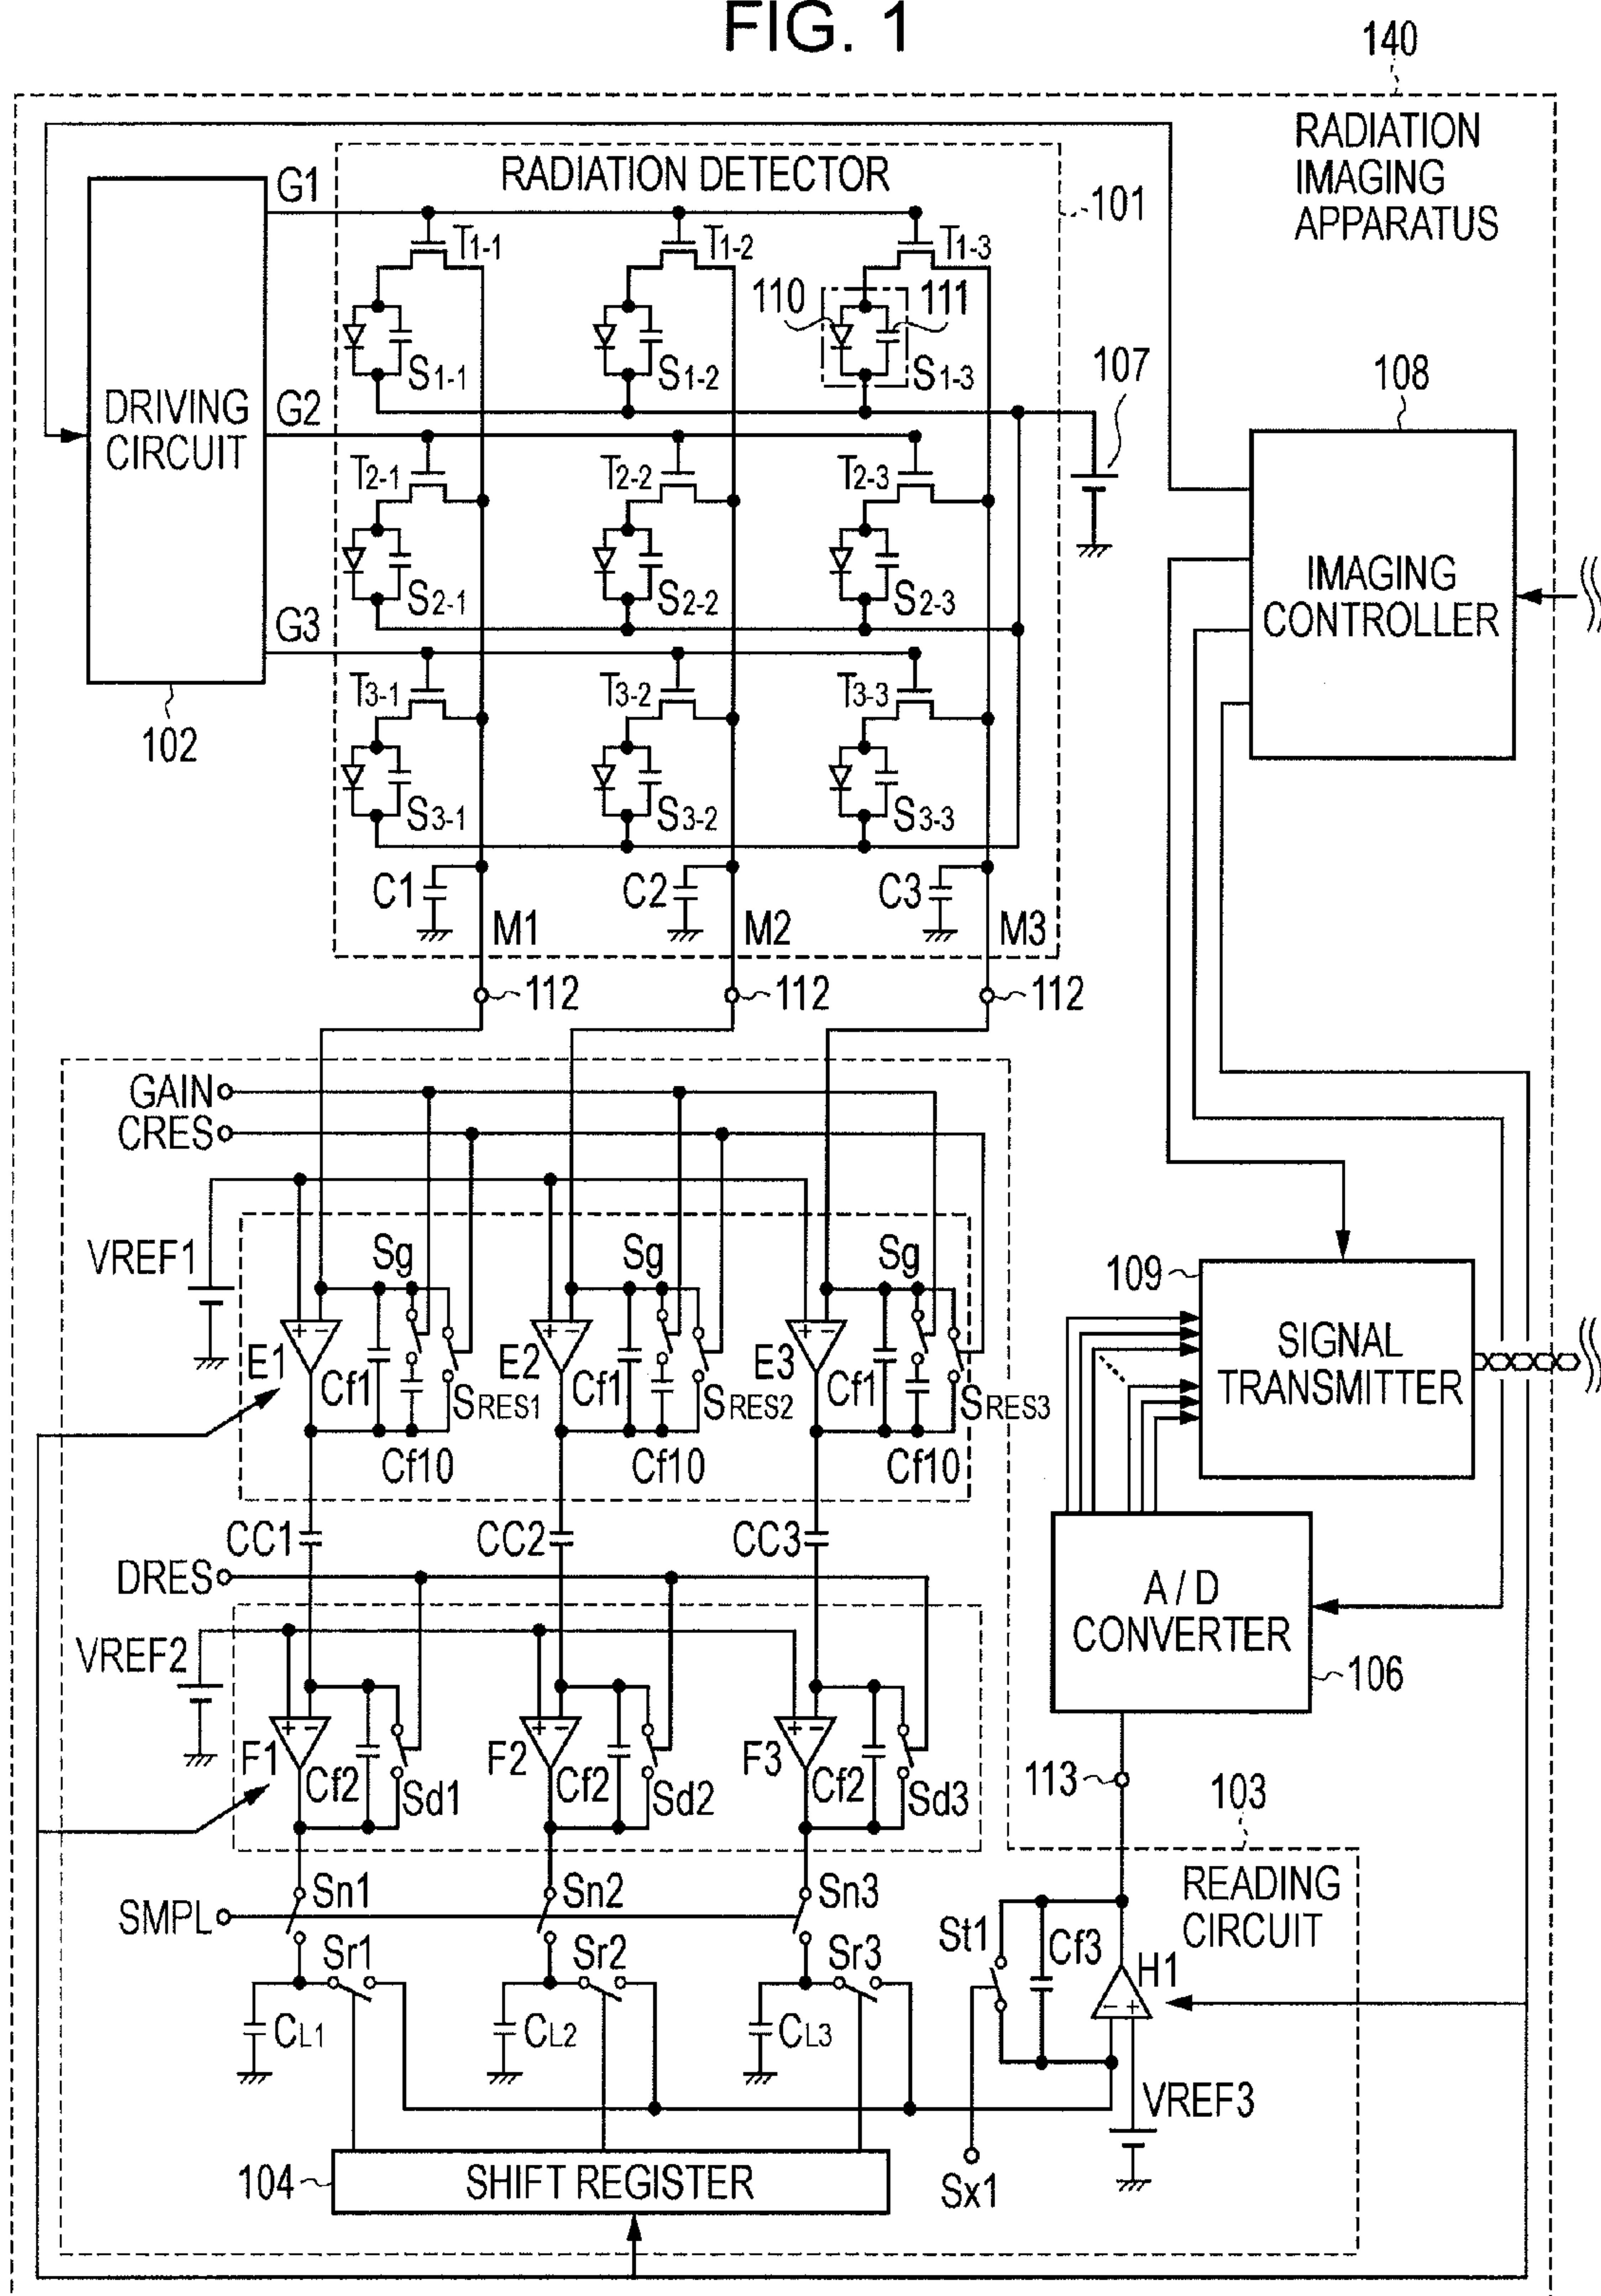 FIG. 1
140
RADIATION
IMAGING
APPARATUS
RADIATION DETECTOR
101
G1
T1-1
T1-2
T1-3
110
111
S1-1
S1-2
S1-3
107
108
DRIVING
CIRCUIT
G2
T2-1
T2-2
T2-3
IMAGING
CONTROLLER
S2-1
S2-2
S2-3
G3
T3-1
T3-2
T3-3
102
S3-1
S3-2
S3-3
C1
C2
C3
M1
M2
M3
112
112
112
GAIN
CRES
VREF1
Sg
Sg
Sg
109
SIGNAL
TRANSMITTER
+ −
+ −
+ −
E1
E2
E3
Cf1
Cf1
Cf1
SRES1
SRES2
SRES3
Cf10
Cf10
Cf10
CC1
CC2
CC3
DRES
A / D
CONVERTER
106
VREF2
+ −
+ −
+ −
F1
F2
F3
Cf2
Cf2
Cf2
Sd1
Sd2
Sd3
113
103
READING
CIRCUIT
Sn1
Sn2
Sn3
SMPL
Sr1
Sr2
Sr3
St1
Cf3
H1
− +
CL1
CL2
CL3
VREF3
104
SHIFT REGISTER
Sx1